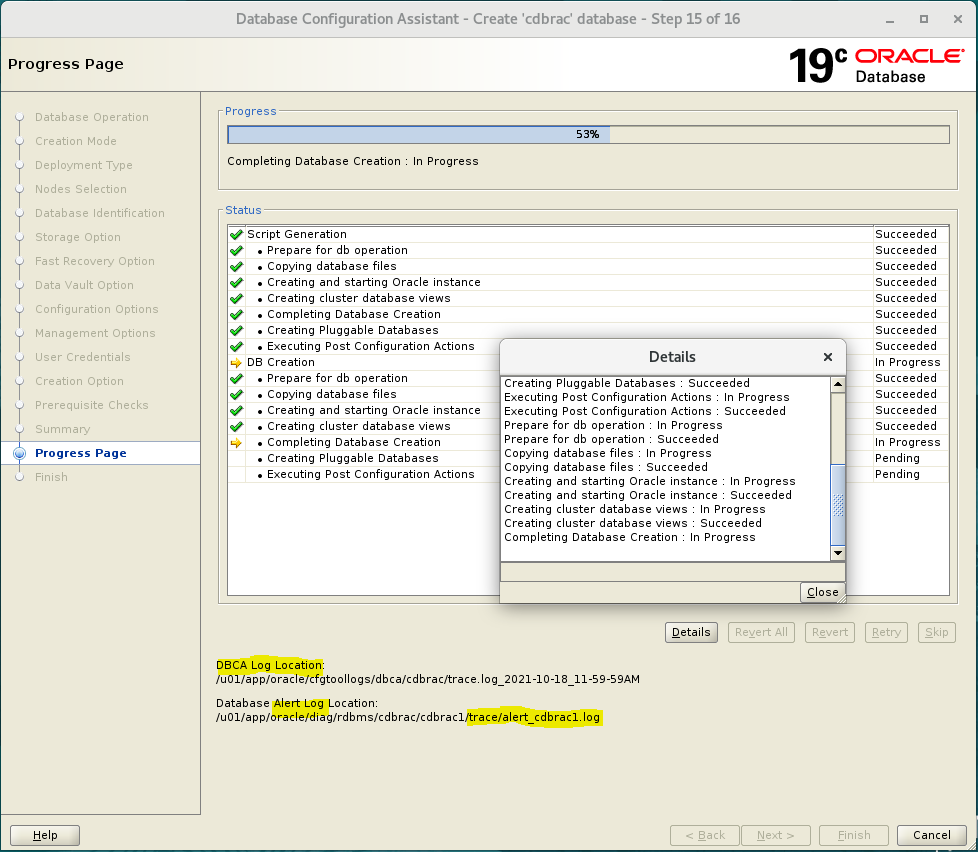 Database Configuration Assistant - Create 'cdbrac' database - Step 15 of 16
Progress Page
19c ORACLE
Database
Database Operation
Creation Mode
Deployment Type
Nodes Selection
Database Identification
Storage Option
Fast Recovery Option
Data Vault Option
Configuration Options
Management Options
User Credentials
Creation Option
Prerequisite Checks
Summary
Progress Page
Finish
Progress
53%
Completing Database Creation : In Progress
Status
Script Generation Succeeded
• Prepare for db operation Succeeded
• Copying database files Succeeded
• Creating and starting Oracle instance Succeeded
• Creating cluster database views Succeeded
• Completing Database Creation Succeeded
• Creating Pluggable Databases Succeeded
• Executing Post Configuration Actions Succeeded
DB Creation In Progress
• Prepare for db operation Succeeded
• Copying database files Succeeded
• Creating and starting Oracle instance Succeeded
• Creating cluster database views Succeeded
• Completing Database Creation In Progress
• Creating Pluggable Databases Pending
• Executing Post Configuration Actions Pending
Details
Creating Pluggable Databases : Succeeded
Executing Post Configuration Actions : In Progress
Executing Post Configuration Actions : Succeeded
Prepare for db operation : In Progress
Prepare for db operation : Succeeded
Copying database files : In Progress
Copying database files : Succeeded
Creating and starting Oracle instance : In Progress
Creating and starting Oracle instance : Succeeded
Creating cluster database views : In Progress
Creating cluster database views : Succeeded
Completing Database Creation : In Progress
Close
Details Revert All Revert Retry Skip
DBCA Log Location:
/u01/app/oracle/cfgtoollogs/dbca/cdbrac/trace.log_2021-10-18_11-59-59AM
Database Alert Log Location:
/u01/app/oracle/diag/rdbms/cdbrac/cdbrac1/trace/alert_cdbrac1.log
Help < Back Next > Finish Cancel